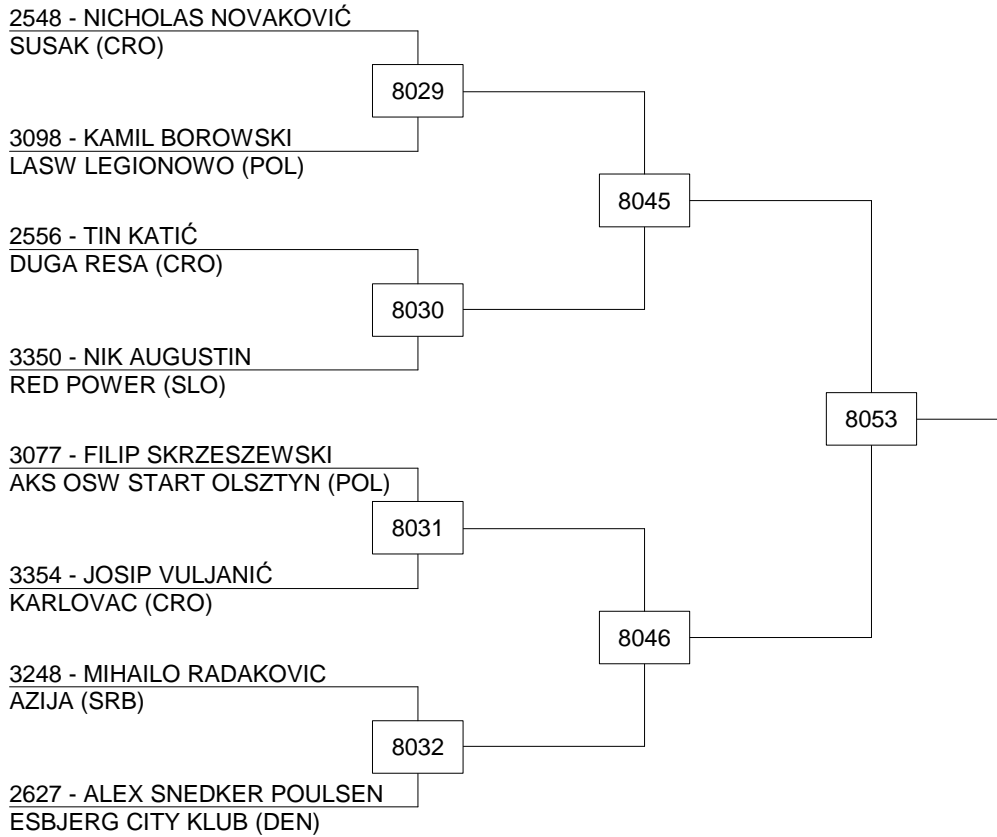 2548 - NICHOLAS NOVAKOVIĆ
SUSAK (CRO)
8029
3098 - KAMIL BOROWSKI
LASW LEGIONOWO (POL)
8045
2556 - TIN KATIĆ
DUGA RESA (CRO)
8030
3350 - NIK AUGUSTIN
RED POWER (SLO)
8053
3077 - FILIP SKRZESZEWSKI
AKS OSW START OLSZTYN (POL)
8031
3354 - JOSIP VULJANIĆ
KARLOVAC (CRO)
8046
3248 - MIHAILO RADAKOVIC
AZIJA (SRB)
8032
2627 - ALEX SNEDKER POULSEN
ESBJERG CITY KLUB (DEN)